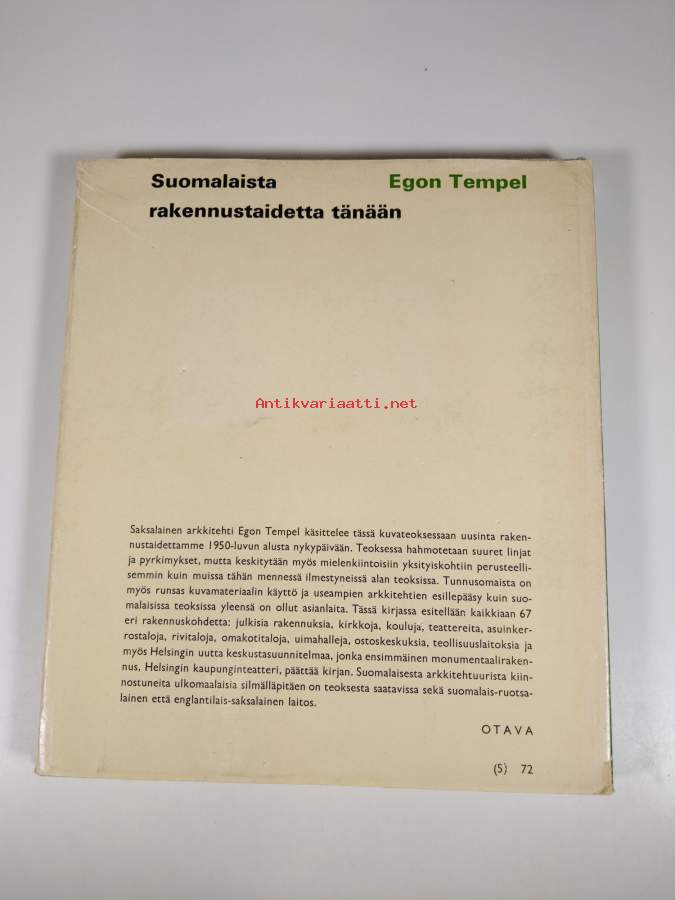 Suomalaista Egon Tempel
rakennustaidetta tänään
Antikvariaatti.net
Saksalainen arkkitehti Egon Tempel käsittelee tässä kuvateoksessaan uusinta raken-
nustaidettamme 1950-luvun alusta nykypäivään. Teoksessa hahmotetaan suuret linjat
ja pyrkimykset, mutta keskitytään myös mielenkiintoisiin yksityiskohtiin perusteelli-
semmin kuin muissa tähän mennessä ilmestyneissä alan teoksissa. Tunnusomaista on
myös runsas kuvamateriaalin käyttö ja useampien arkkitehtien esillepääsy kuin suo-
malaisissa teoksissa yleensä on ollut asianlaita. Tässä kirjassa esitellään kaikkiaan 67
eri rakennuskohdetta: julkisia rakennuksia, kirkkoja, kouluja, teattereita, asuinker-
rostaloja, rivitaloja, omakotitaloja, uimahalleja, ostoskeskuksia, teollisuuslaitoksia ja
myös Helsingin uutta keskustasuunnitelmaa, jonka ensimmäinen monumentaaliraken-
nus, Helsingin kaupunginteatteri, päättää kirjan. Suomalaisesta arkkitehtuurista kiin-
nostuneita ulkomaalaisia silmälläpitäen on teoksesta saatavissa sekä suomalais-ruotsa-
lainen että englantilais-saksalainen laitos.
OTAVA
(5) 72